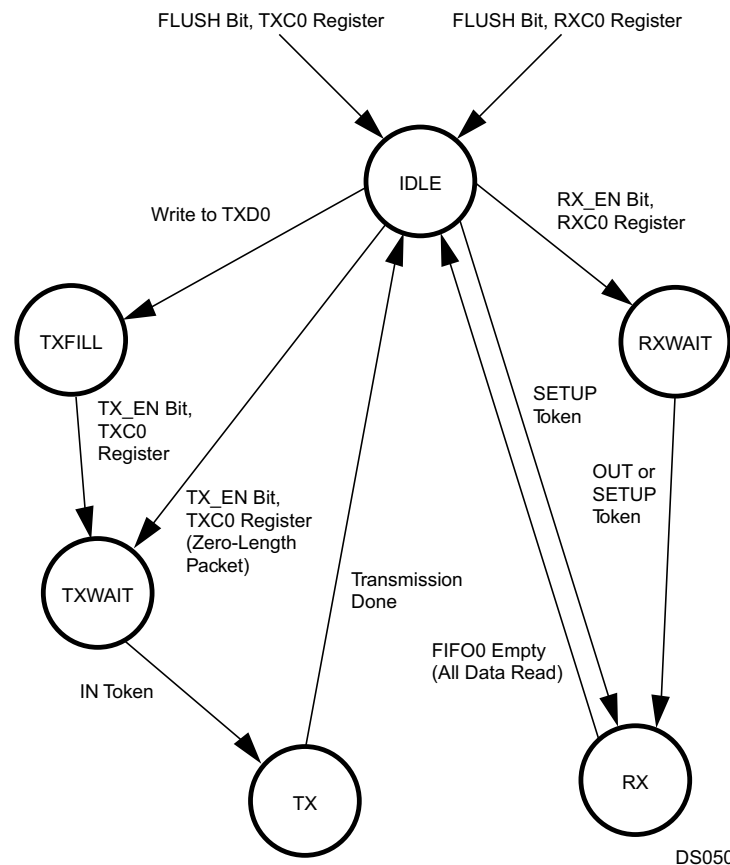 FLUSH Bit, TXC0 Register
FLUSH Bit, RXC0 Register
IDLE
Write to TXD0
RX_EN Bit,
RXC0 Register
TXFILL
RXWAIT
TX_EN Bit,
TXC0
Register
SETUP
Token
OUT or
SETUP
Token
TX_EN Bit,
TXC0 Register
(Zero-Length
Packet)
TXWAIT
Transmission
Done
FIFO0 Empty
(All Data Read)
IN Token
TX
RX
DS050